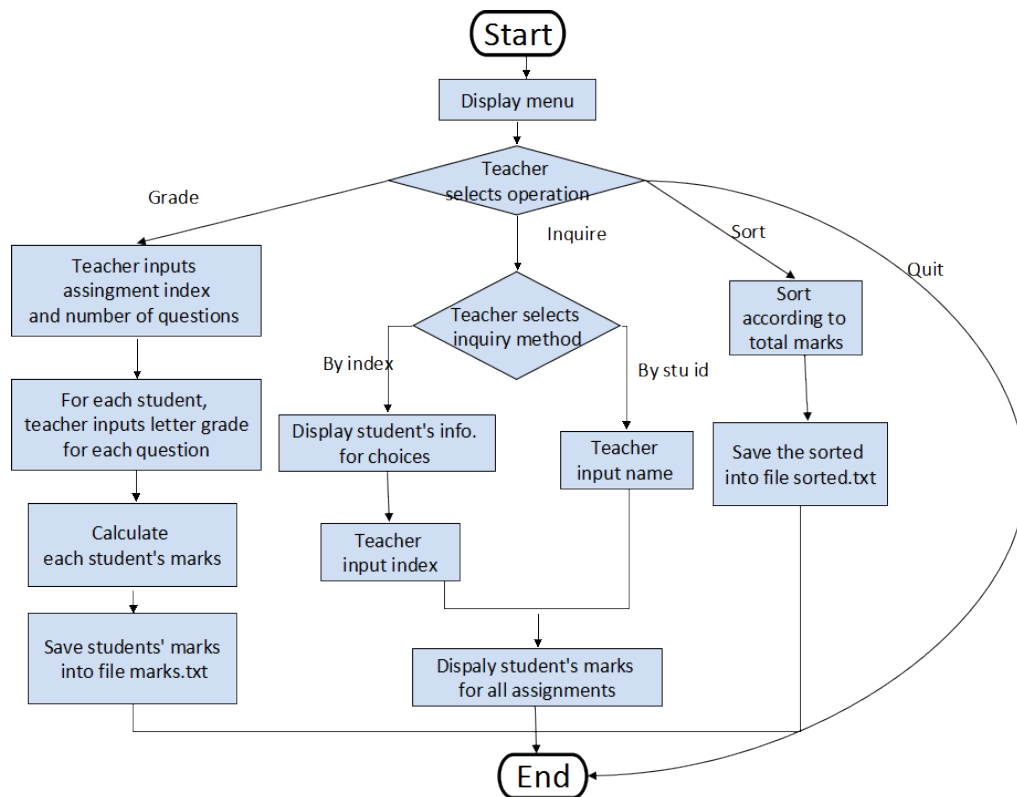 Start
Display menu
Teacher
selects operation
Grade
Inquire
Sort
Quit
Teacher inputs
assingment index
and number of questions
Teacher selects
inquiry method
Sort
according to
total marks
By index
By stu id
For each student,
teacher inputs letter grade
for each question
Display student's info.
for choices
Teacher
input name
Save the sorted
into file sorted.txt
Calculate
each student's marks
Teacher
input index
Save students' marks
into file marks.txt
Dispaly student's marks
for all assignments
End